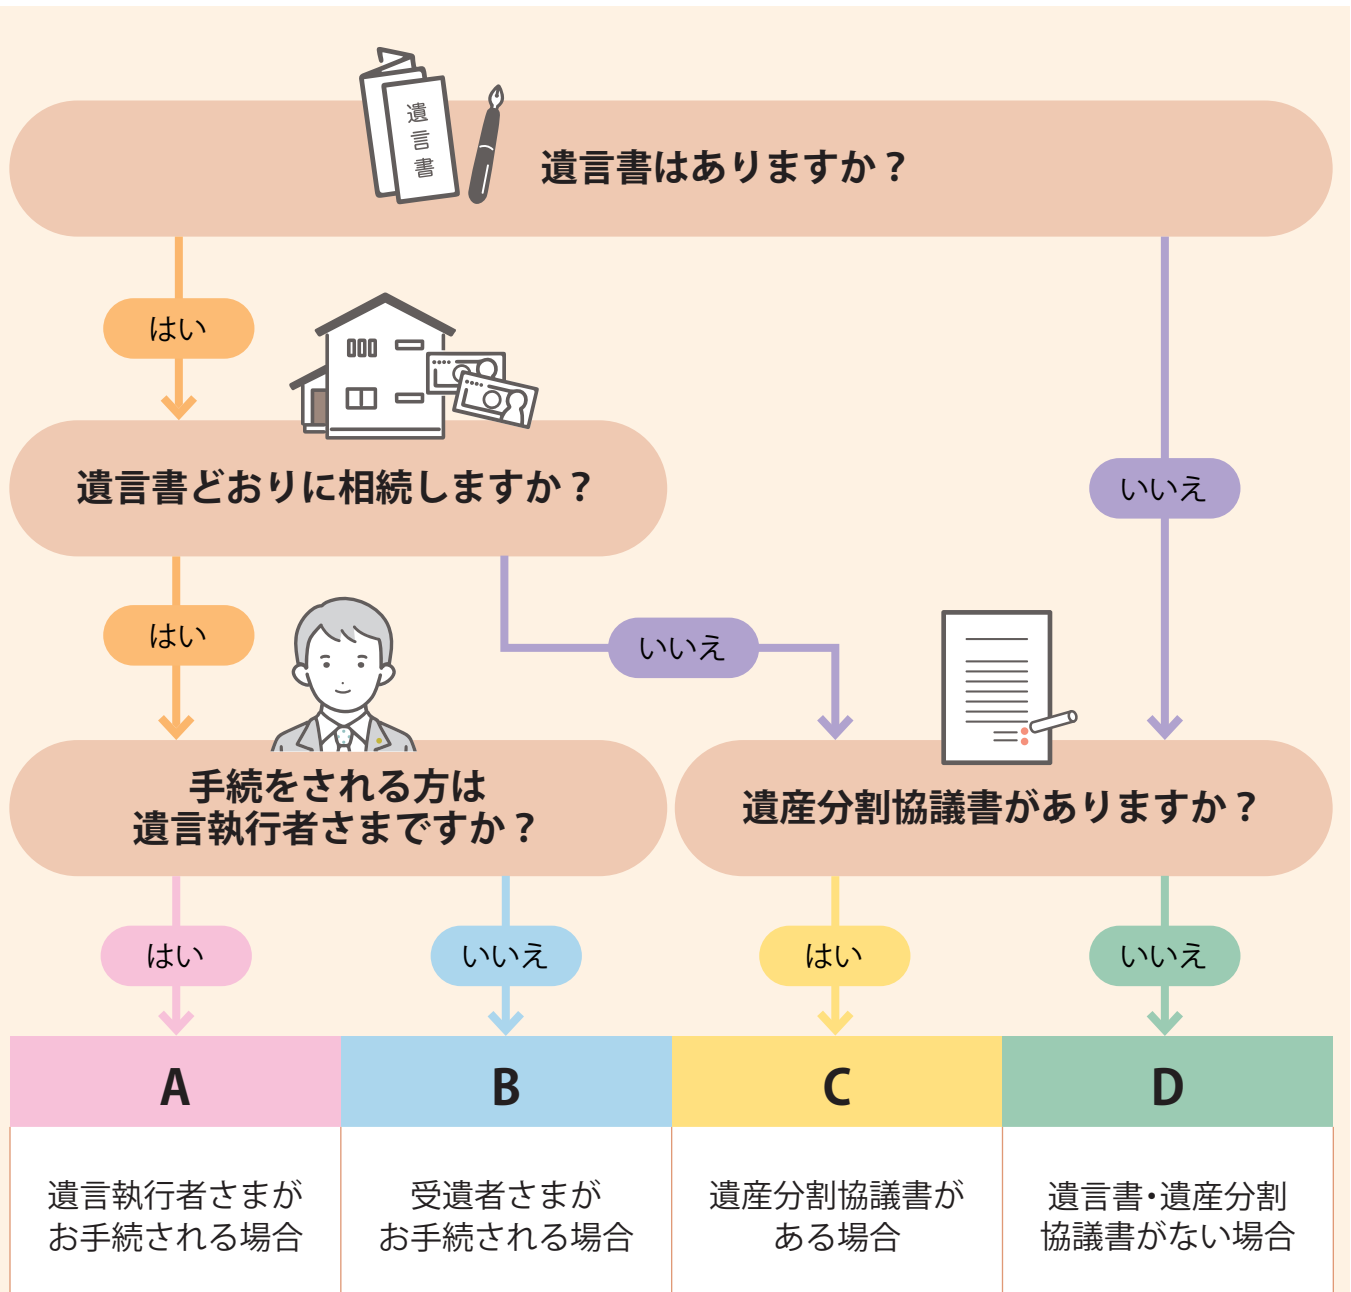 遺言書
遺言書はありますか？
はい
遺言書どおりに相続しますか？
いいえ
はい
いいえ
手続をされる方は
遺言執行者さまですか？
遺産分割協議書がありますか？
はい
いいえ
はい
いいえ
A
B
C
D
遺言執行者さまが
お手続される場合
受遺者さまが
お手続される場合
遺産分割協議書が
ある場合
遺言書・遺産分割
協議書がない場合